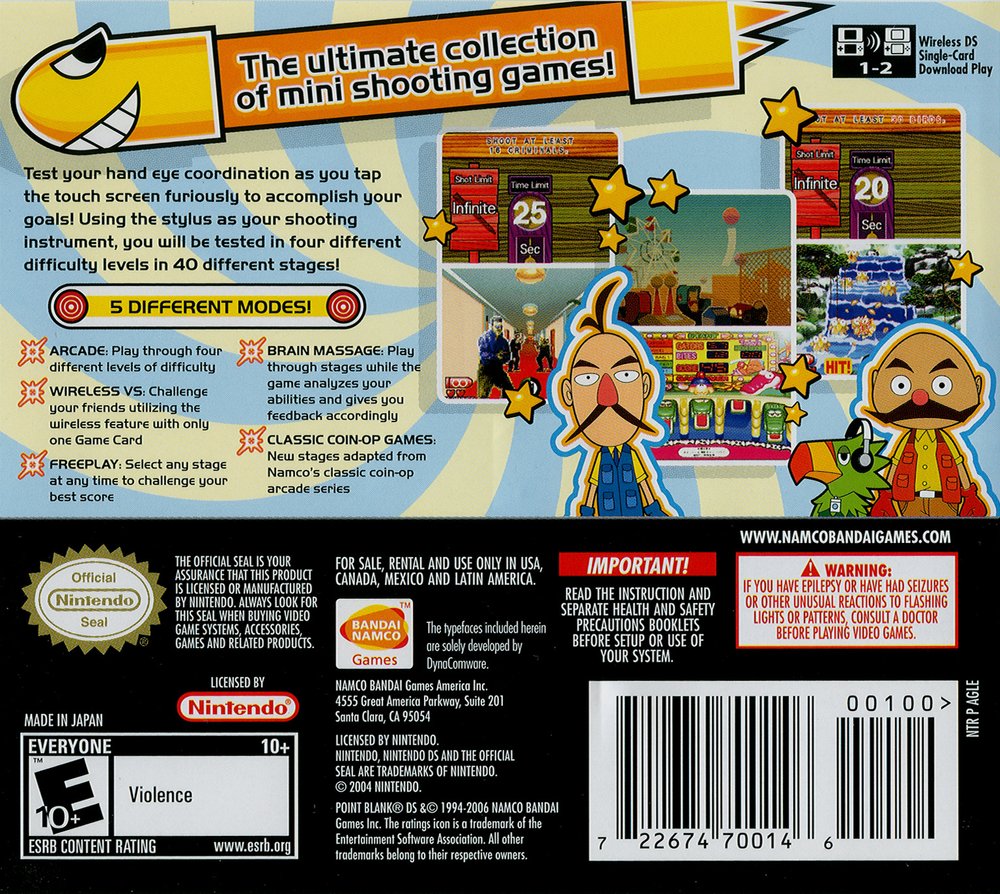 The ultimate collection
of mini shooting games!
Wireless DS
Single-Card
Download Play
1-2
Test your hand eye coordination as you tap
the touch screen furiously to accomplish your
goals! Using the stylus as your shooting
instrument, you will be tested in four different
difficulty levels in 40 different stages!
5 DIFFERENT MODES!
ARCADE: Play through four
different levels of difficulty
WIRELESS VS: Challenge
your friends utilizing the
wireless feature with only
one Game Card
FREEPLAY: Select any stage
at any time to challenge your
best score
BRAIN MASSAGE: Play
through stages while the
game analyzes your
abilities and gives you
feedback accordingly
CLASSIC COIN-OP GAMES:
New stages adapted from
Namco's classic coin-op
arcade series
SHOOT AT LEAST
16 CRIMINALS.
Shot Limit
Infinite
Time Limit
25
Sec
AT LEAST 30 BIRDS.
Shot Limit
Infinite
Time Limit
20
Sec
HIT!
GATORS
BITES
SCORE
Official
Nintendo
Seal
®
THE OFFICIAL SEAL IS YOUR
ASSURANCE THAT THIS PRODUCT
IS LICENSED OR MANUFACTURED
BY NINTENDO. ALWAYS LOOK FOR
THIS SEAL WHEN BUYING VIDEO
GAME SYSTEMS, ACCESSORIES,
GAMES AND RELATED PRODUCTS.
LICENSED BY
Nintendo®
MADE IN JAPAN
EVERYONE 10+
TM
E
10+
Violence
ESRB CONTENT RATING www.esrb.org
FOR SALE, RENTAL AND USE ONLY IN USA,
CANADA, MEXICO AND LATIN AMERICA.
BANDAI
NAMCO
TM
Games
The typefaces included herein
are solely developed by
DynaComware.
NAMCO BANDAI Games America Inc.
4555 Great America Parkway, Suite 201
Santa Clara, CA 95054
LICENSED BY NINTENDO.
NINTENDO, NINTENDO DS AND THE OFFICIAL
SEAL ARE TRADEMARKS OF NINTENDO.
© 2004 NINTENDO.
POINT BLANK® DS &© 1994-2006 NAMCO BANDAI
Games Inc. The ratings icon is a trademark of the
Entertainment Software Association. All other
trademarks belong to their respective owners.
IMPORTANT!
READ THE INSTRUCTION AND
SEPARATE HEALTH AND SAFETY
PRECAUTIONS BOOKLETS
BEFORE SETUP OR USE OF
YOUR SYSTEM.
WWW.NAMCOBANDAIGAMES.COM
WARNING:
IF YOU HAVE EPILEPSY OR HAVE HAD SEIZURES
OR OTHER UNUSUAL REACTIONS TO FLASHING
LIGHTS OR PATTERNS, CONSULT A DOCTOR
BEFORE PLAYING VIDEO GAMES.
00100>
7 22674 70014 6
NTR P AGLE